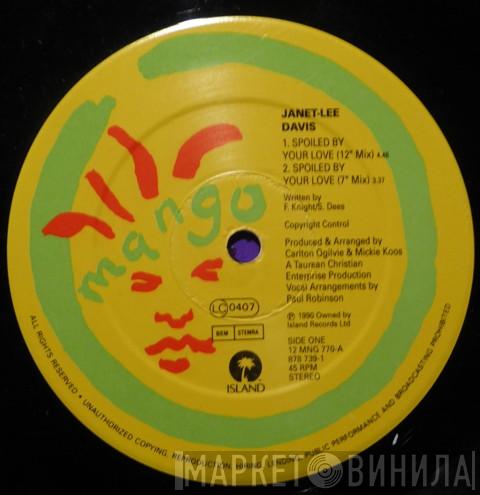 JANET-LEE
DAVIS
1. SPOILED BY
YOUR LOVE (12" Mix) 4.46
2. SPOILED BY
YOUR LOVE (7" Mix) 3.37
Written by
F. Knight/S. Dees
Copyright Control
Produced & Arranged by
Carlton Ogilvie & Mickie Koos
A Taurean Christian
Enterprise Production
Vocal Arrangements by
Paul Robinson
℗ 1990 Owned by
Island Records Ltd
SIDE ONE
12 MNG 770-A
878 739-1
45 RPM
STEREO
mango
LC 0407
BIEM STEMRA
ISLAND
ALL RIGHTS RESERVED • UNAUTHORIZED COPYING, REPRODUCTION, HIRING, LENDING, PUBLIC PERFORMANCE AND BROADCASTING PROHIBITED
МАРКЕТ ВИНИЛА